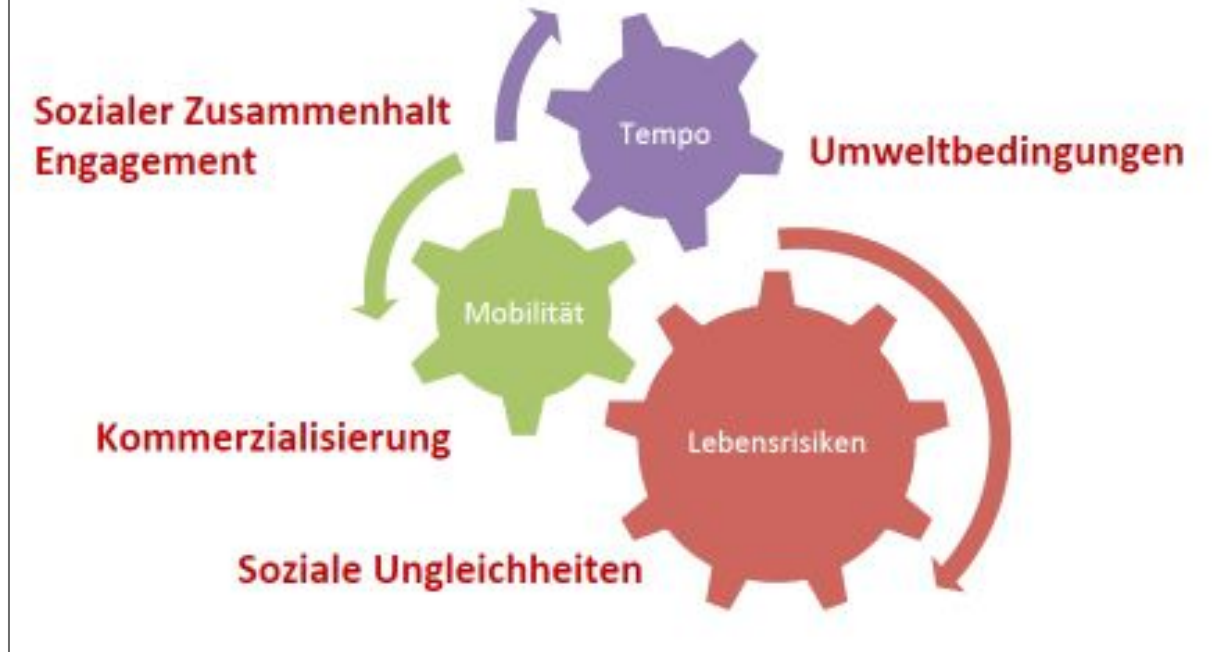 Sozialer Zusammenhalt
Engagement
Tempo
Umweltbedingungen
Mobilität
Kommerzialisierung
Lebensrisiken
Soziale Ungleichheiten